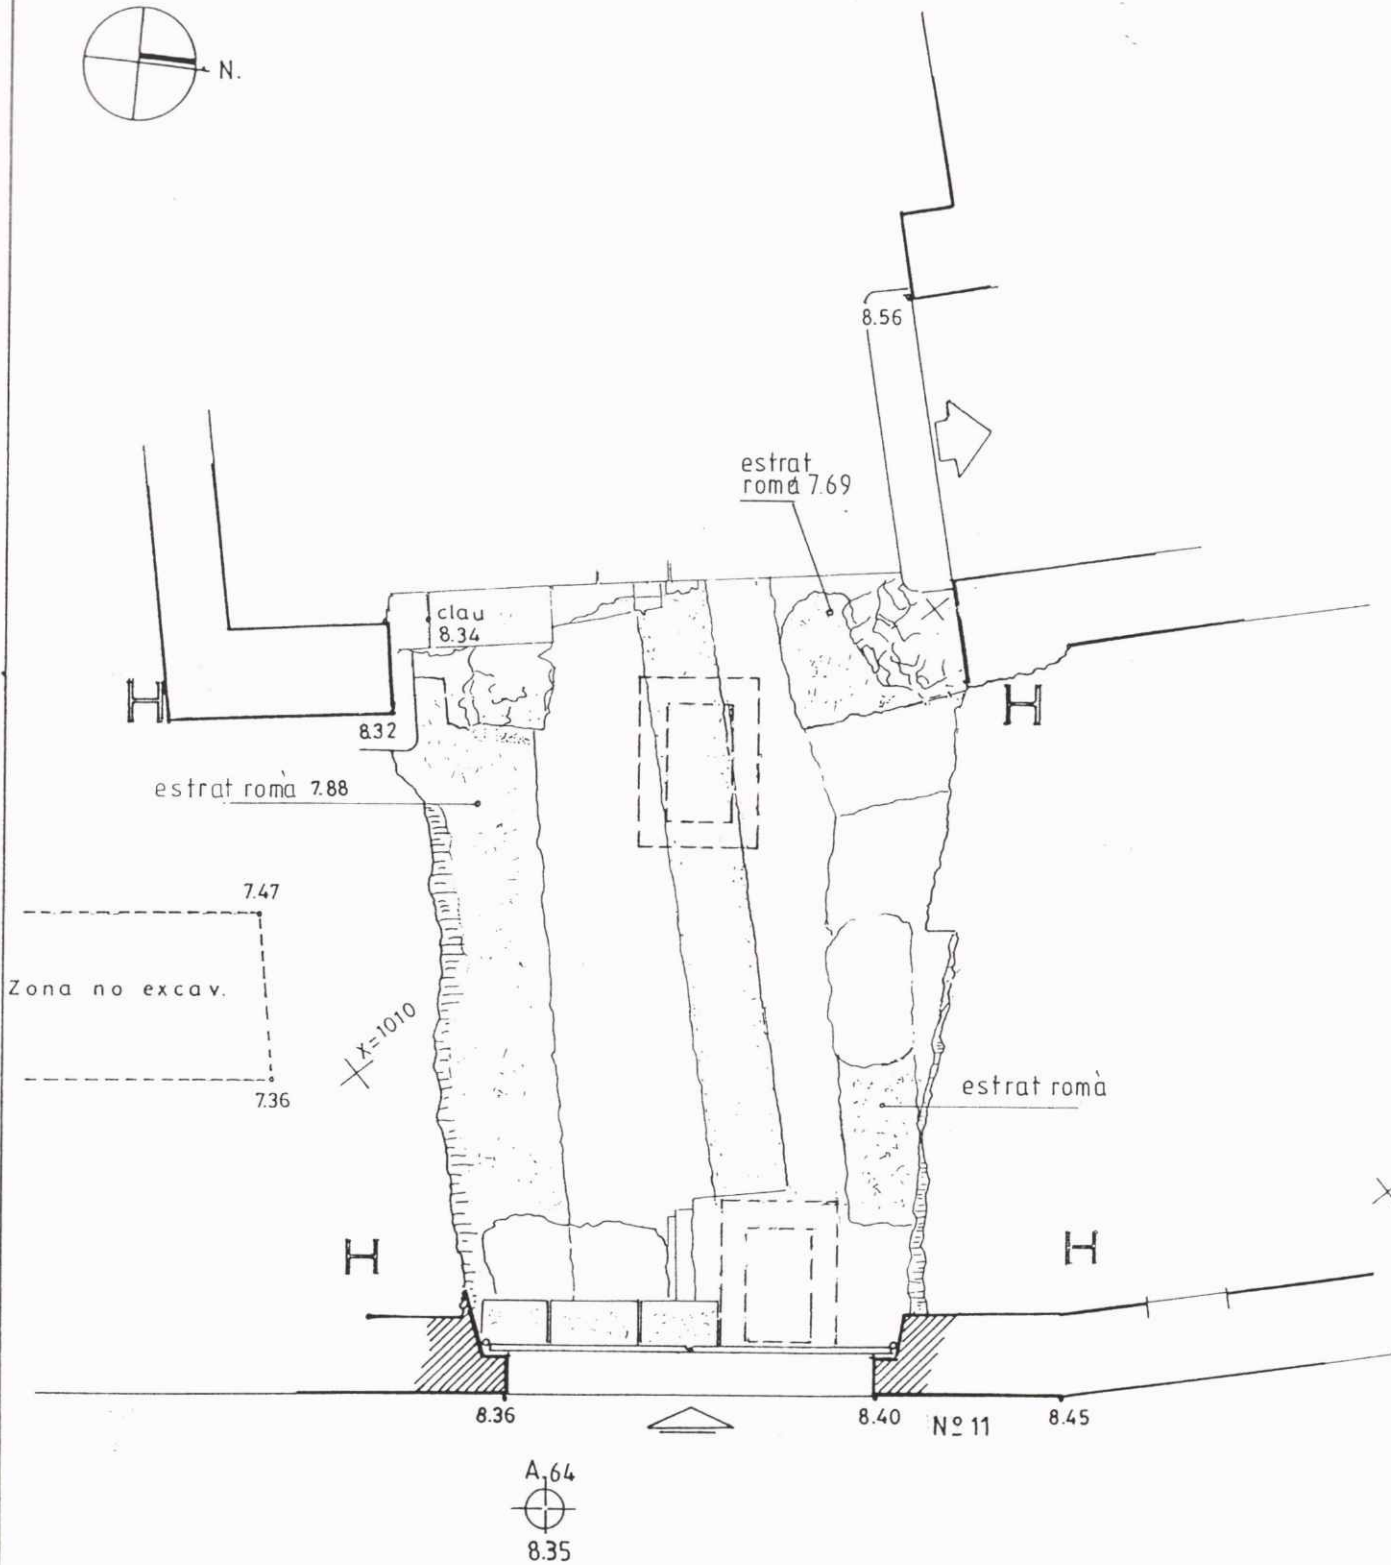 N.
8.56
estrat
romà 7.69
clau
8.34
H
H
8.32
estrat romà 7.88
7.47
Zona no excav.
X=1010
7.36
estrat romà
H
H
8.36
8.40
Nº 11
8.45
A.64
8.35